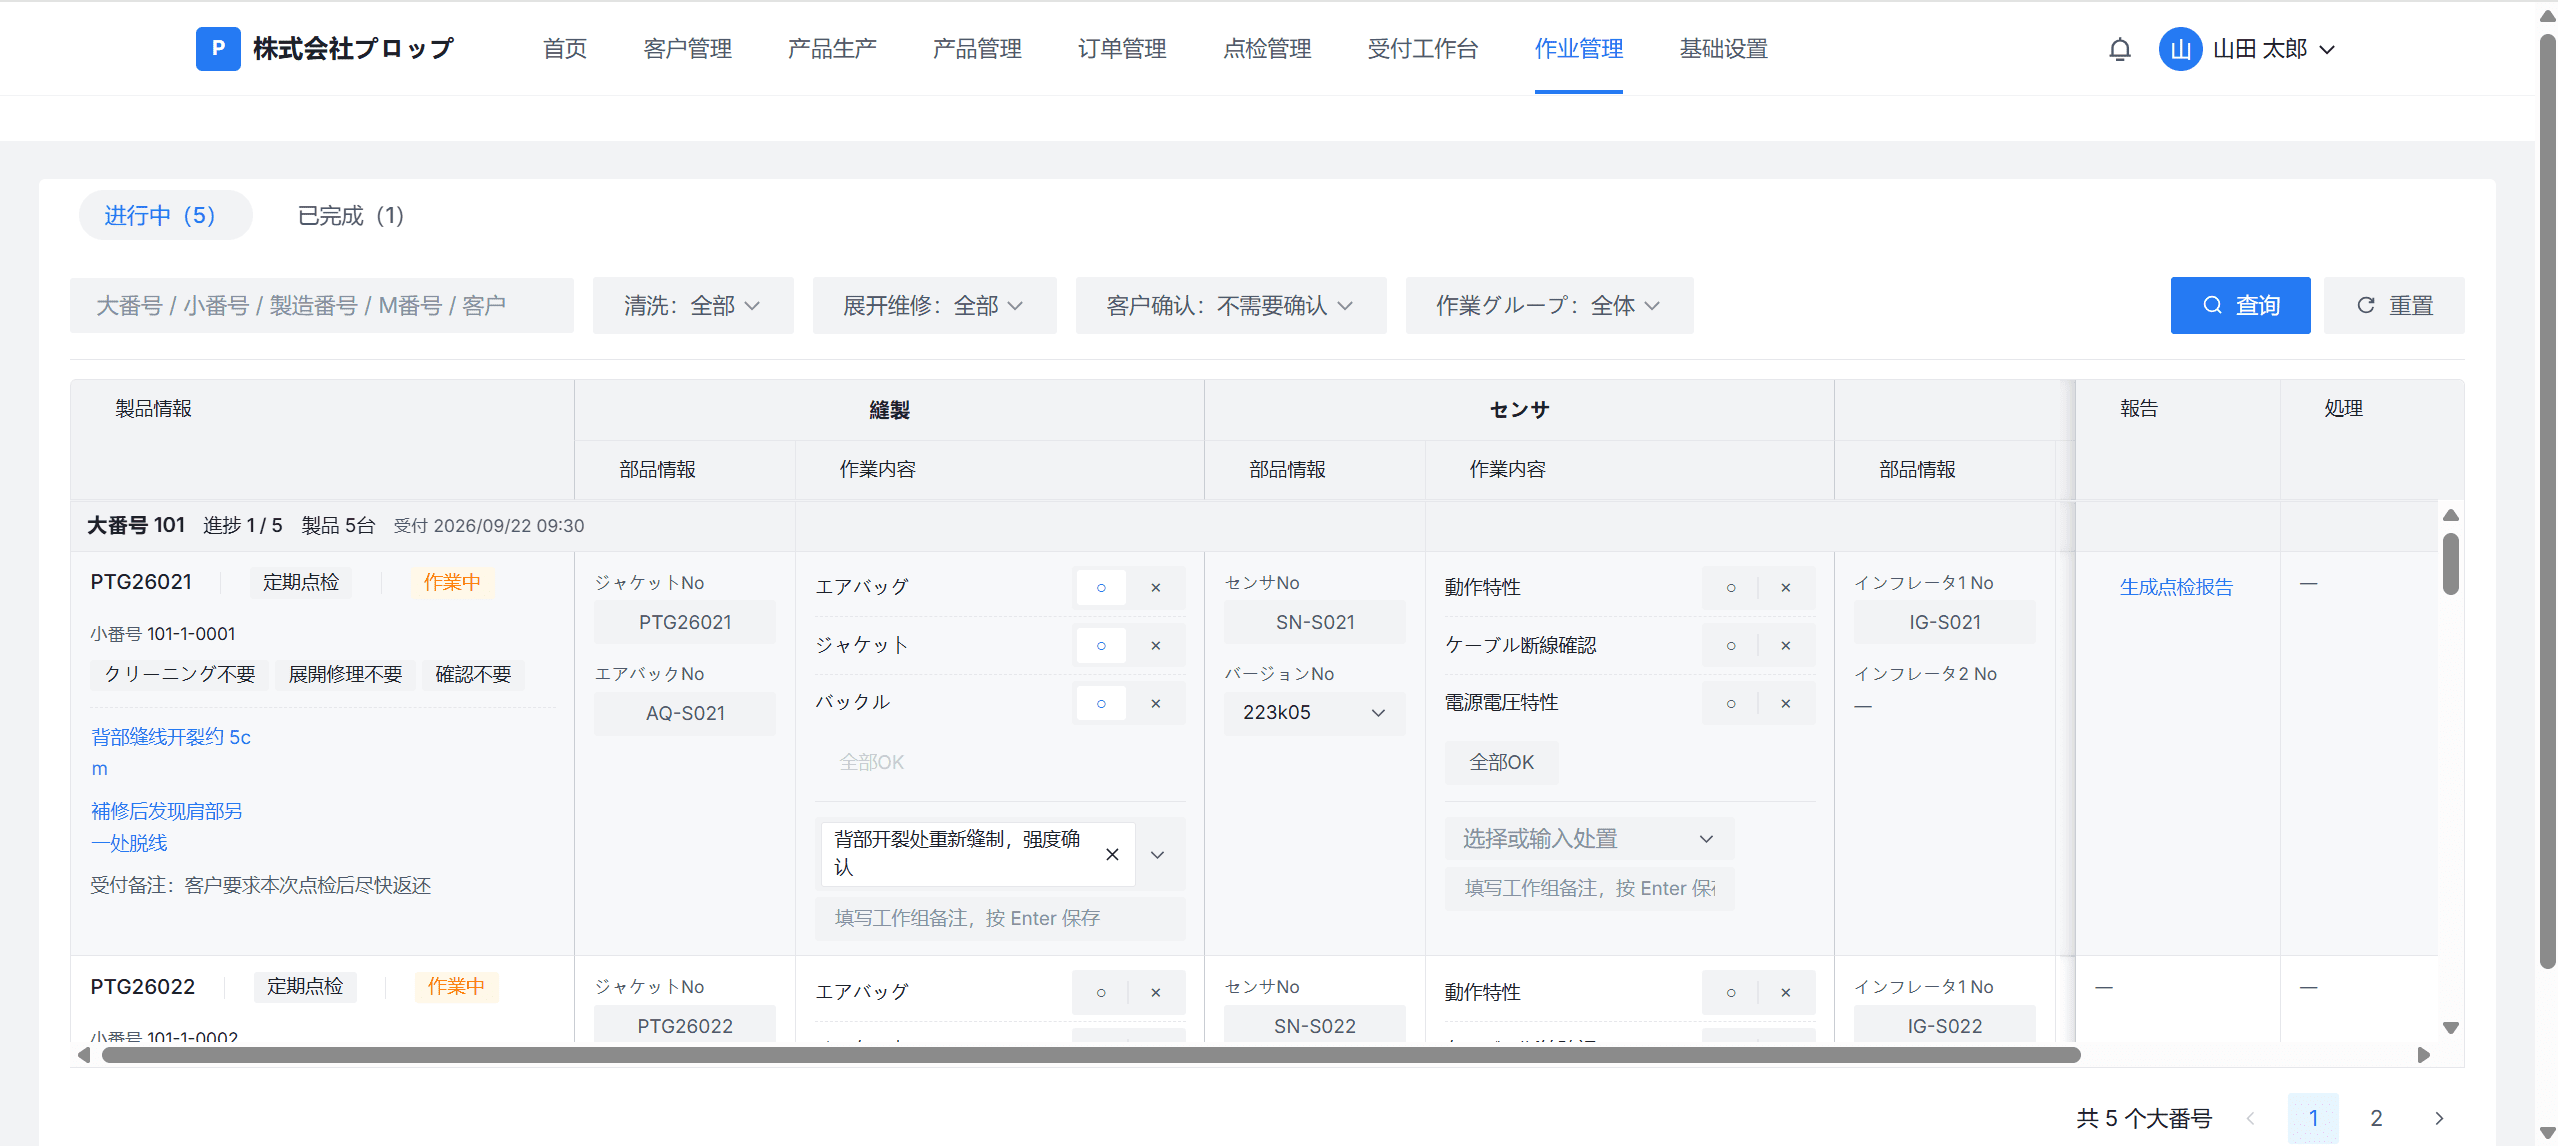 P 株式会社プロップ 首页 客户管理 产品生产 产品管理 订单管理 点检管理 受付工作台 作业管理 基础设置 山 山田 太郎
进行中（5） 已完成（1）
大番号 / 小番号 / 製造番号 / M番号 / 客户 清洗：全部 展开维修：全部 客户确认：不需要确认 作業グループ：全体 查询 重置
製品情報 縫製 センサ 報告 処理
部品情報 作業内容 部品情報 作業内容 部品情報
大番号 101 進捗 1 / 5 製品 5台 受付 2026/09/22 09:30
PTG26021 定期点检 作業中 ジャケットNo エアバッグ ○ × センサNo 動作特性 ○ × インフレータ1 No 生成点检报告 —
PTG26021 SN-S021 IG-S021
小番号 101-1-0001 ジャケット ○ × ケーブル断線確認 ○ ×
クリーニング不要 展開修理不要 確認不要 エアバックNo バージョンNo インフレータ2 No
AQ-S021 バックル ○ × 223k05 電源電圧特性 ○ × —
背部缝线开裂约 5c
m
全部OK 全部OK
補修后发现肩部另
一处脱线
背部开裂处重新缝制，强度确
认
选择或输入处置
受付备注：客户要求本次点检后尽快返还
填写工作组备注，按 Enter 保存 填写工作组备注，按 Enter 保
PTG26022 定期点检 作業中 ジャケットNo エアバッグ ○ × センサNo 動作特性 ○ × インフレータ1 No — —
PTG26022 SN-S022 IG-S022
小番号 101-1-0002
共 5 个大番号 1 2